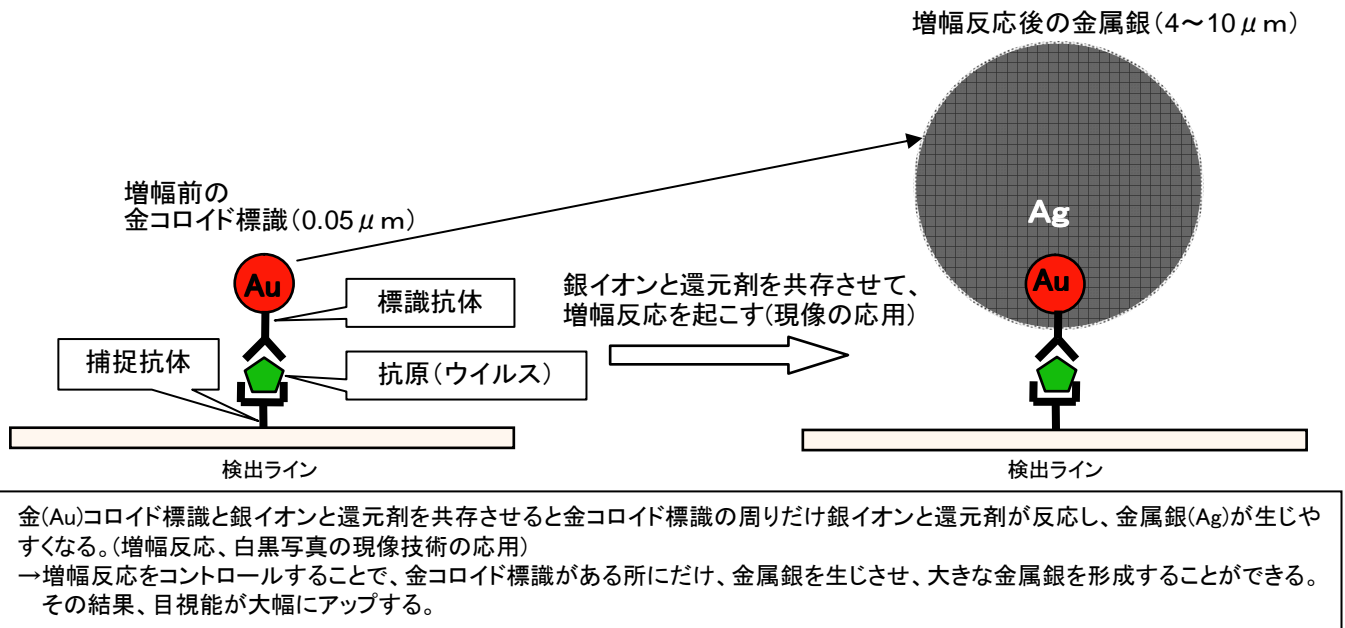 増幅反応後の金属銀(4～10μm)
増幅前の
金コロイド標識(0.05μm)
Ag
Au
Au
標識抗体
銀イオンと還元剤を共存させて、
増幅反応を起こす(現像の応用)
捕捉抗体
抗原(ウイルス)
検出ライン
検出ライン
金(Au)コロイド標識と銀イオンと還元剤を共存させると金コロイド標識の周りだけ銀イオンと還元剤が反応し、金属銀(Ag)が生じや
すくなる。(増幅反応、白黒写真の現像技術の応用)
→増幅反応をコントロールすることで、金コロイド標識がある所にだけ、金属銀を生じさせ、大きな金属銀を形成することができる。
その結果、目視能が大幅にアップする。